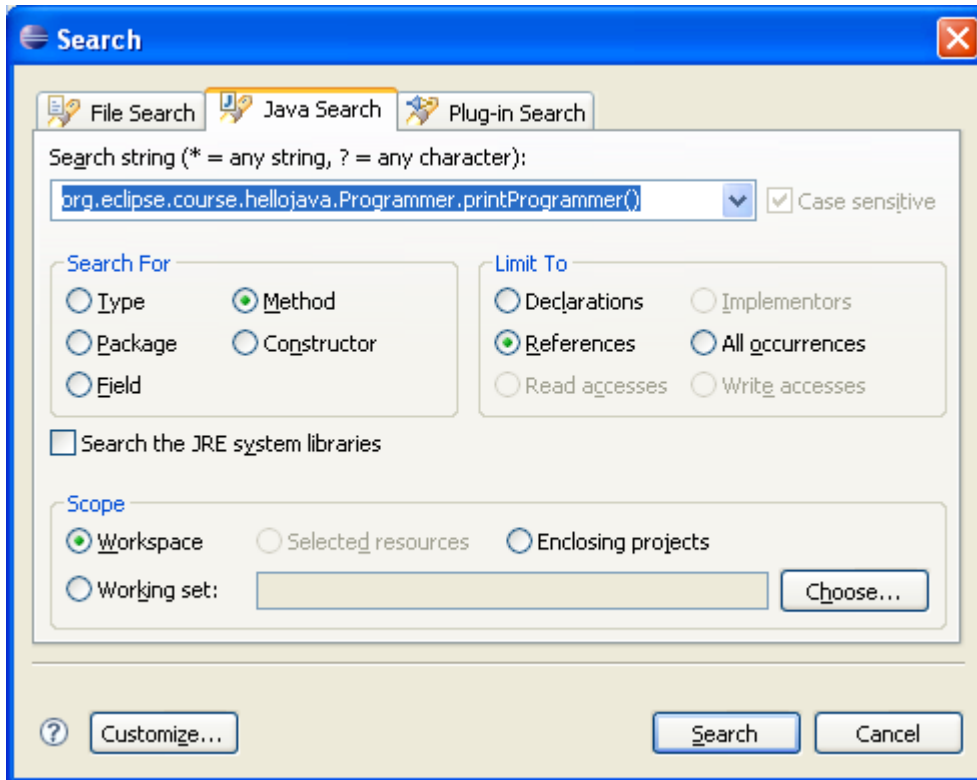 Search
File Search Java Search Plug-in Search
Search string (* = any string, ? = any character):
org.eclipse.course.hellojava.Programmer.printProgrammer() Case sensitive
Search For Limit To
Type Method Declarations Implementors
Package Constructor References All occurrences
Field Read accesses Write accesses
Search the JRE system libraries
Scope
Workspace Selected resources Enclosing projects
Working set: Choose...
? Customize... Search Cancel